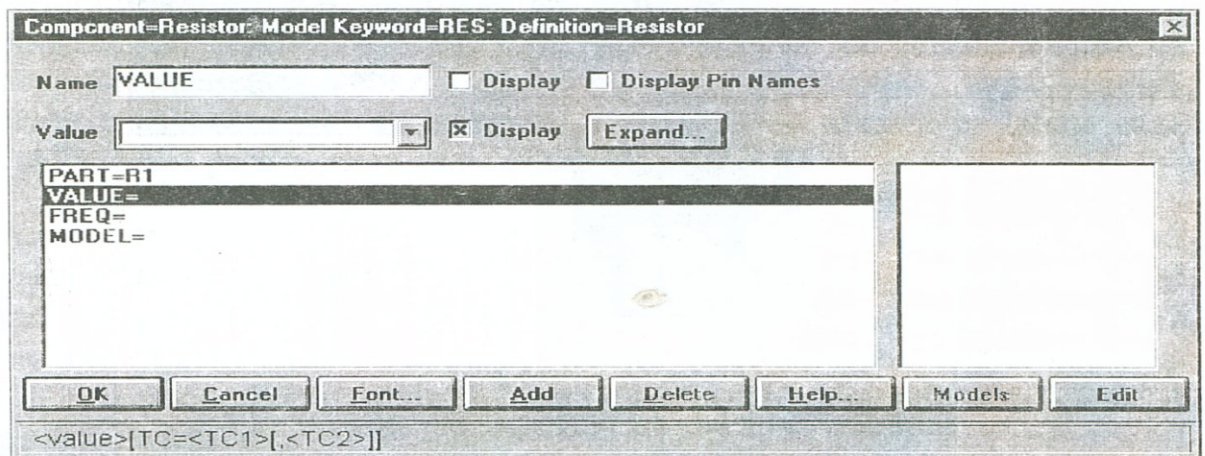 Compcnent=Resistor: Model Keyword=RES: Definition=Resistor
Name VALUE Display Display Pin Names
Value Display Expand...
PART=R1
VALUE=
FREQ=
MODEL=
OK Cancel Font... Add Delete Help... Models Edit
<value>[TC=<TC1>[,<TC2>]]